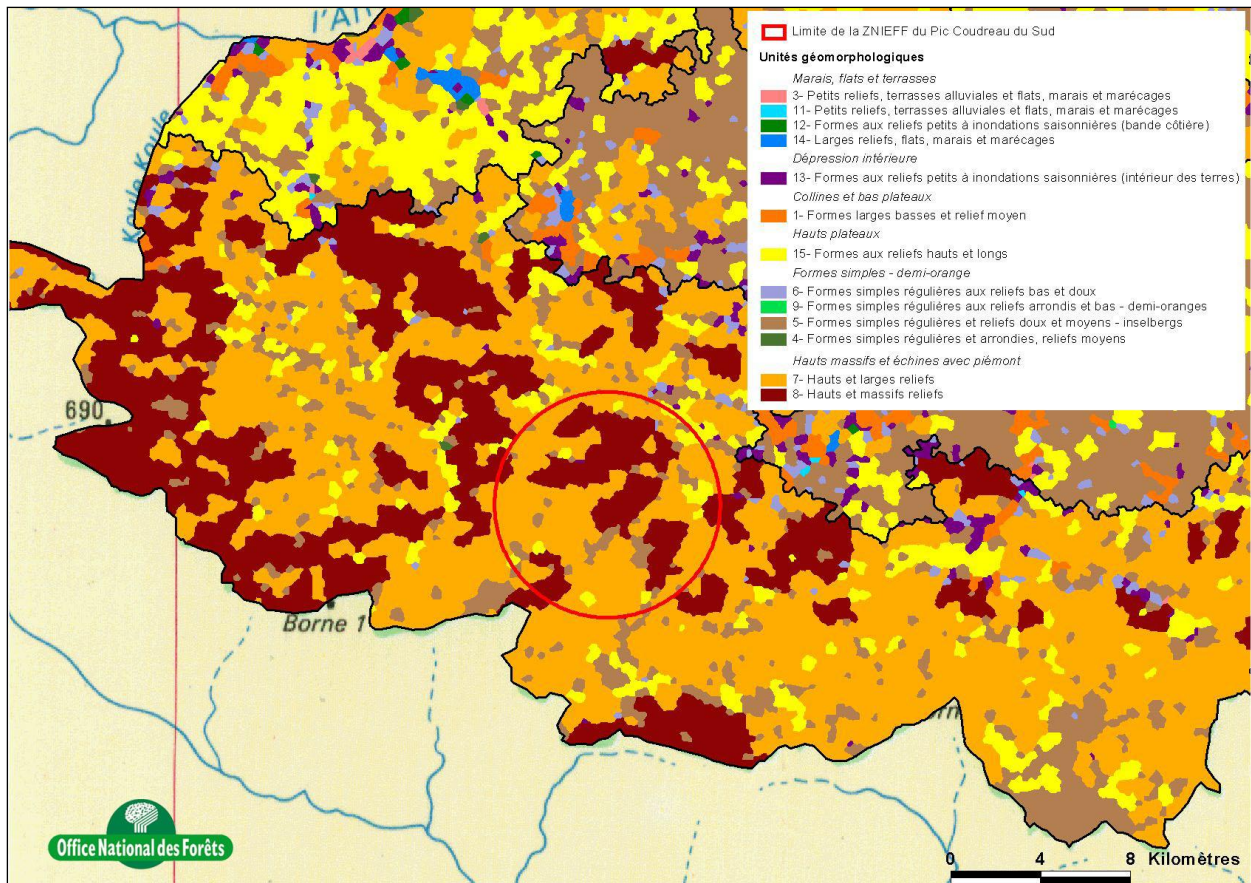 l'Al
Koule Koule
690
Borne 1
Limite de la ZNIEFF du Pic Coudreau du Sud
Unités géomorphologiques
Marais, flats et terrasses
3- Petits reliefs, terrasses alluviales et flats, marais et marécages
11- Petits reliefs, terrasses alluviales et flats, marais et marécages
12- Formes aux reliefs petits à inondations saisonnières (bande côtière)
14- Larges reliefs, flats, marais et marécages
Dépression intérieure
13- Formes aux reliefs petits à inondations saisonnières (intérieur des terres)
Collines et bas plateaux
1- Formes larges basses et relief moyen
Hauts plateaux
15- Formes aux reliefs hauts et longs
Formes simples - demi-orange
6- Formes simples régulières aux reliefs bas et doux
9- Formes simples régulières aux reliefs arrondis et bas - demi-oranges
5- Formes simples régulières et reliefs doux et moyens - inselbergs
4- Formes simples régulières et arrondies, reliefs moyens
Hauts massifs et échines avec piémont
7- Hauts et larges reliefs
8- Hauts et massifs reliefs
Office National des Forêts
0 4 8 Kilomètres